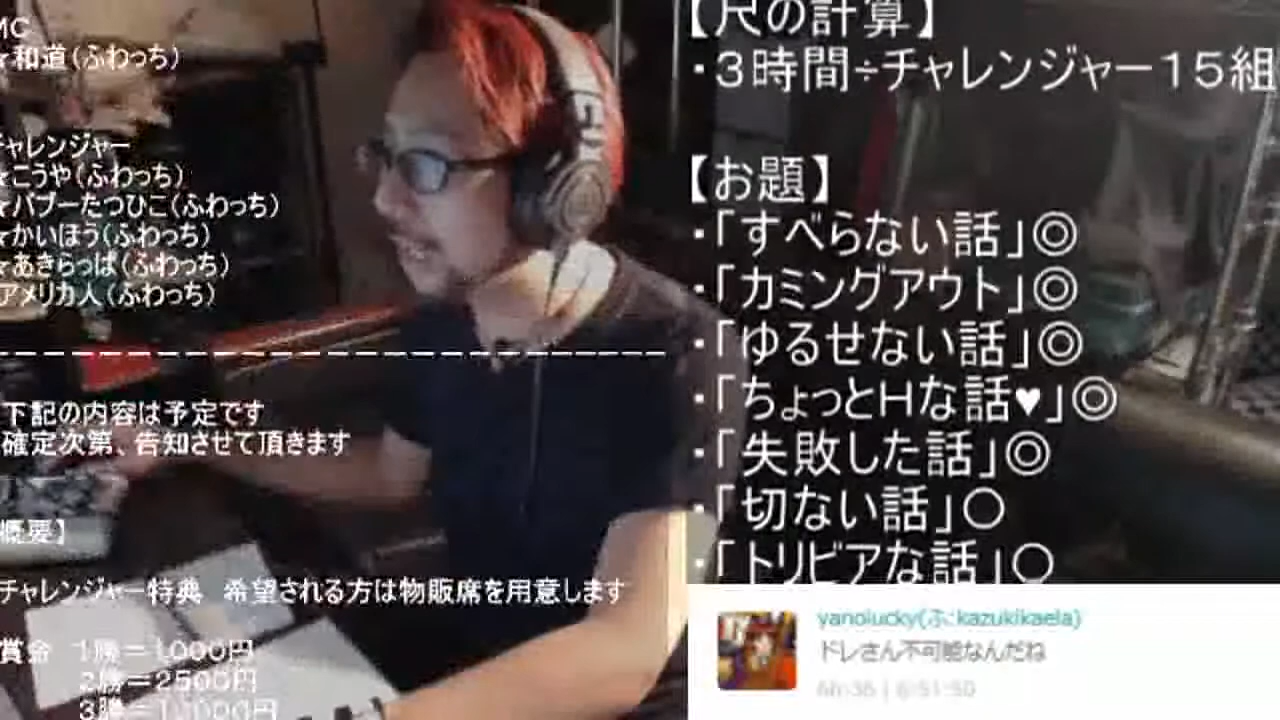 MC
☆和道(ふわっち)
チャレンジャー
☆こうや(ふわっち)
☆バブーたつひこ(ふわっち)
☆かいほう(ふわっち)
☆あきらっぱ(ふわっち)
アメリカ人(ふわっち)
下記の内容は予定です
確定次第、告知させて頂きます
概要】
チャレンジャー特典 希望される方は物販席を用意します
賞金 1勝=1000円
2勝=2500円
3勝=
【尺の計算】
・3時間÷チャレンジャー15組
【お題】
・「すべらない話」◎
・「カミングアウト」◎
・「ゆるせない話」◎
・「ちょっとHな話♥」◎
・「失敗した話」◎
・「切ない話」○
・「トリビアな話」○
yanolucky(ふ:kazukikaela)
ドレさん不可能なんだね